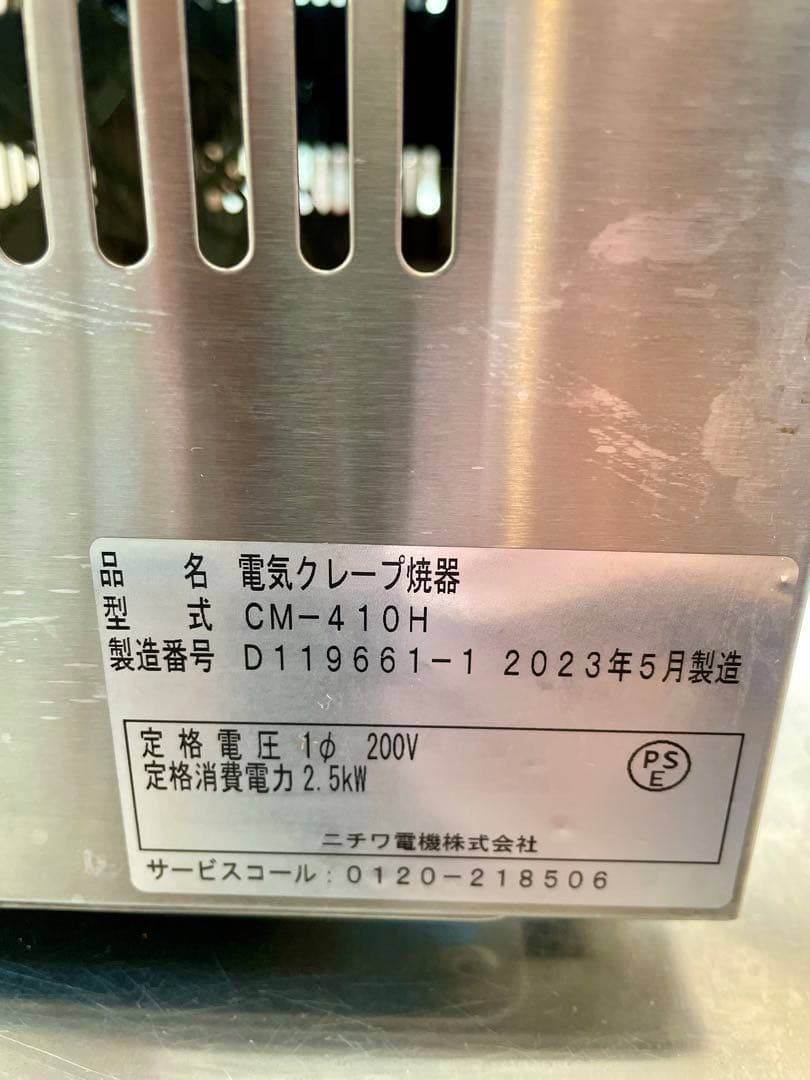 品名 電気クレープ焼器
型式 CM-410H
製造番号 D119661-1 2023年5月製造
定格電圧 1φ 200V
定格消費電力 2.5kW
PS
E
ニチワ電機株式会社
サービスコール:0120-218506